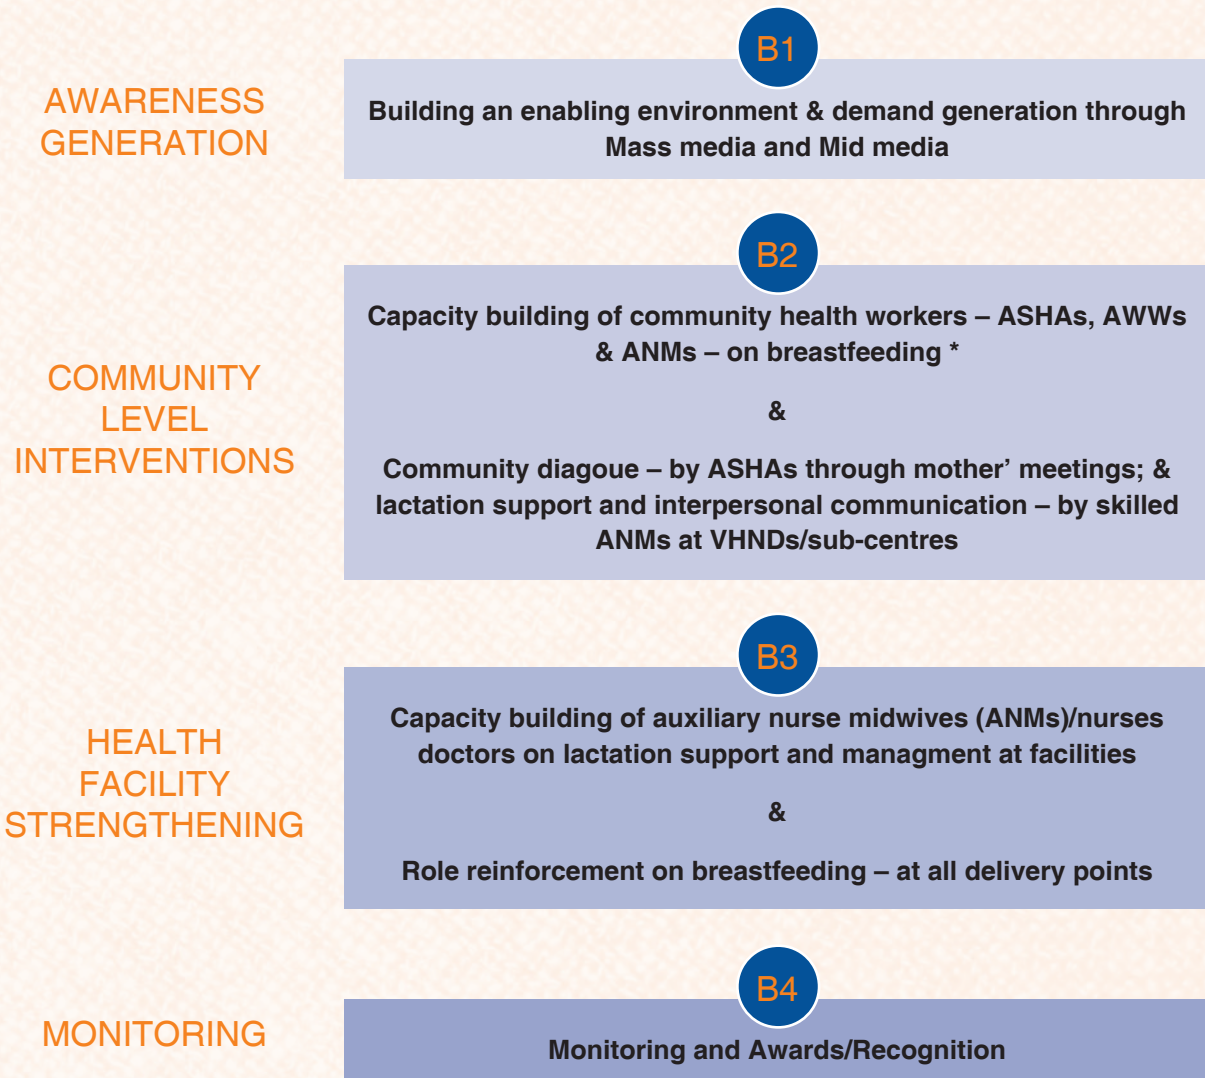 B1
AWARENESS
GENERATION
Building an enabling environment & demand generation through
Mass media and Mid media
B2
COMMUNITY
LEVEL
INTERVENTIONS
Capacity building of community health workers – ASHAs, AWWs
& ANMs – on breastfeeding *
&
Community diagoue – by ASHAs through mother’ meetings; &
lactation support and interpersonal communication – by skilled
ANMs at VHNDs/sub-centres
B3
HEALTH
FACILITY
STRENGTHENING
Capacity building of auxiliary nurse midwives (ANMs)/nurses
doctors on lactation support and managment at facilities
&
Role reinforcement on breastfeeding – at all delivery points
B4
MONITORING
Monitoring and Awards/Recognition